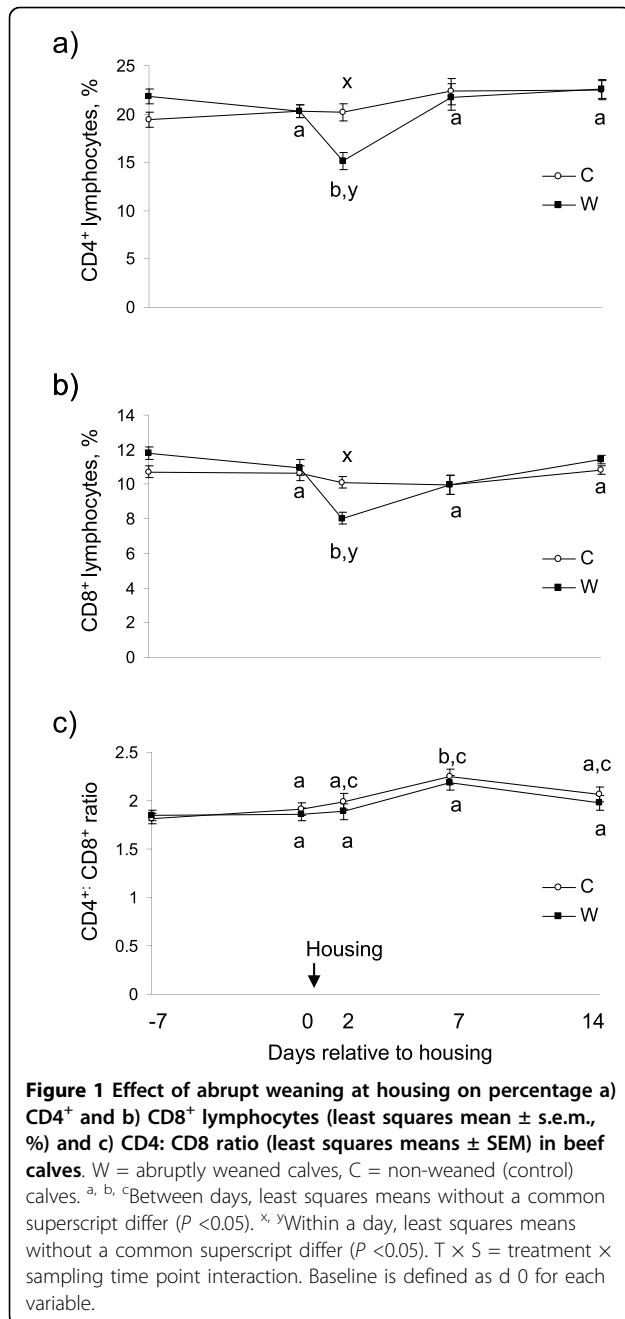 a)
25
x
20
a
a
a
15
b,y
C
10
W
5
0
CD4+ lymphocytes, %
b)
14
12
x
10
a
a
a
8
b,y
6
C
4
W
2
0
CD8+ lymphocytes, %
c)
2.5
b,c
a
a,c
a,c
2
a
a
a
a
1.5
1
C
W
0.5
Housing
0
CD4+: CD8+ ratio
-7 0 2 7 14
Days relative to housing
Figure 1 Effect of abrupt weaning at housing on percentage a)
CD4+ and b) CD8+ lymphocytes (least squares mean ± s.e.m.,
%) and c) CD4: CD8 ratio (least squares means ± SEM) in beef
calves. W = abruptly weaned calves, C = non-weaned (control)
calves. a, b, cBetween days, least squares means without a common
superscript differ (P <0.05). x, yWithin a day, least squares means
without a common superscript differ (P <0.05). T × S = treatment ×
sampling time point interaction. Baseline is defined as d 0 for each
variable.